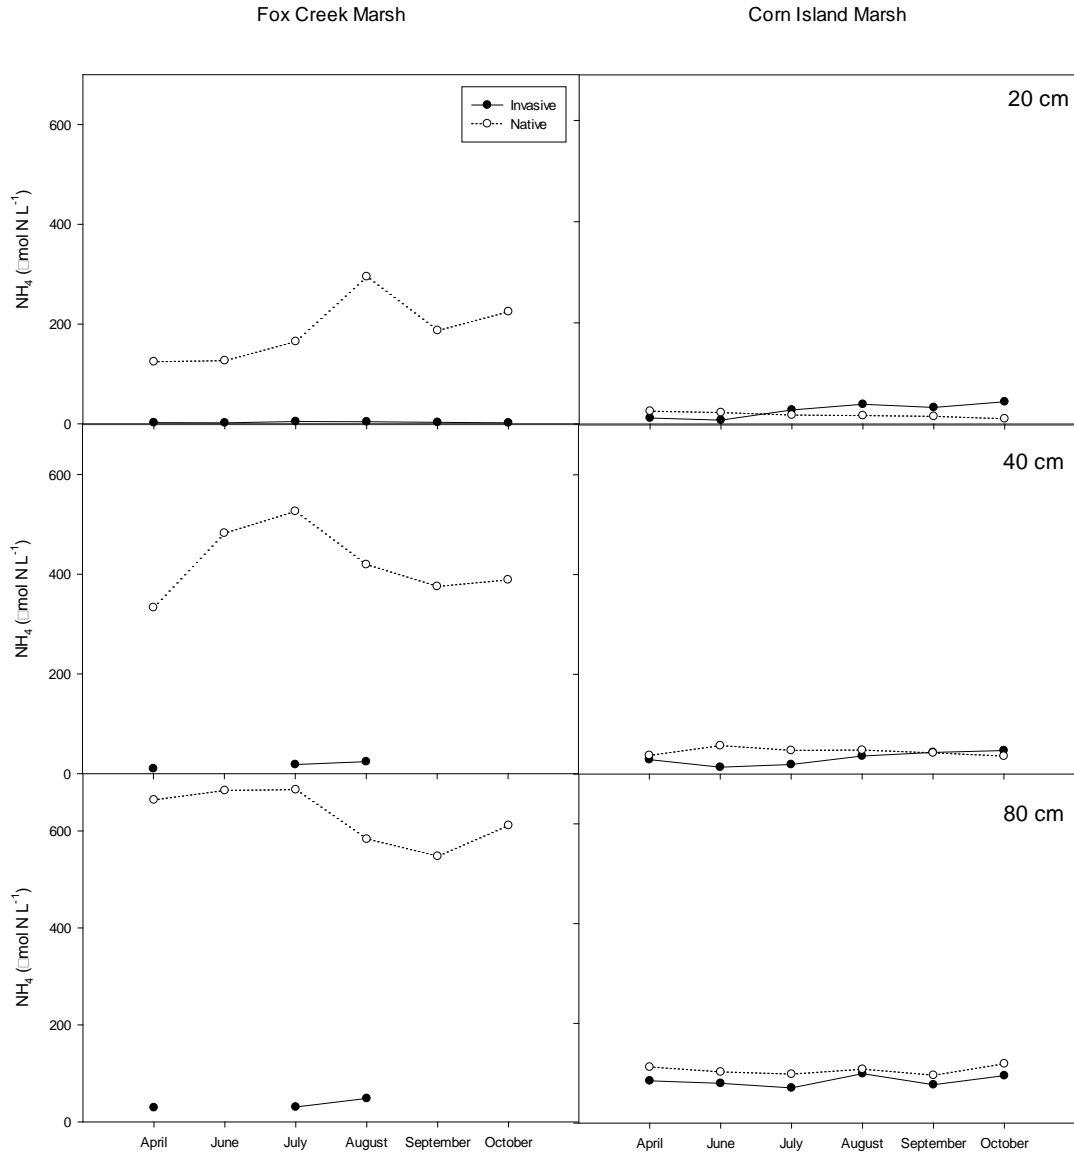 Fox Creek Marsh
Corn Island Marsh
Invasive
Native
20 cm
NH4 (□mol N L-1)
600
400
200
0
40 cm
NH4 (□mol N L-1)
600
400
200
0
80 cm
NH4 (□mol N L-1)
600
400
200
0
April June July August September October
April June July August September October